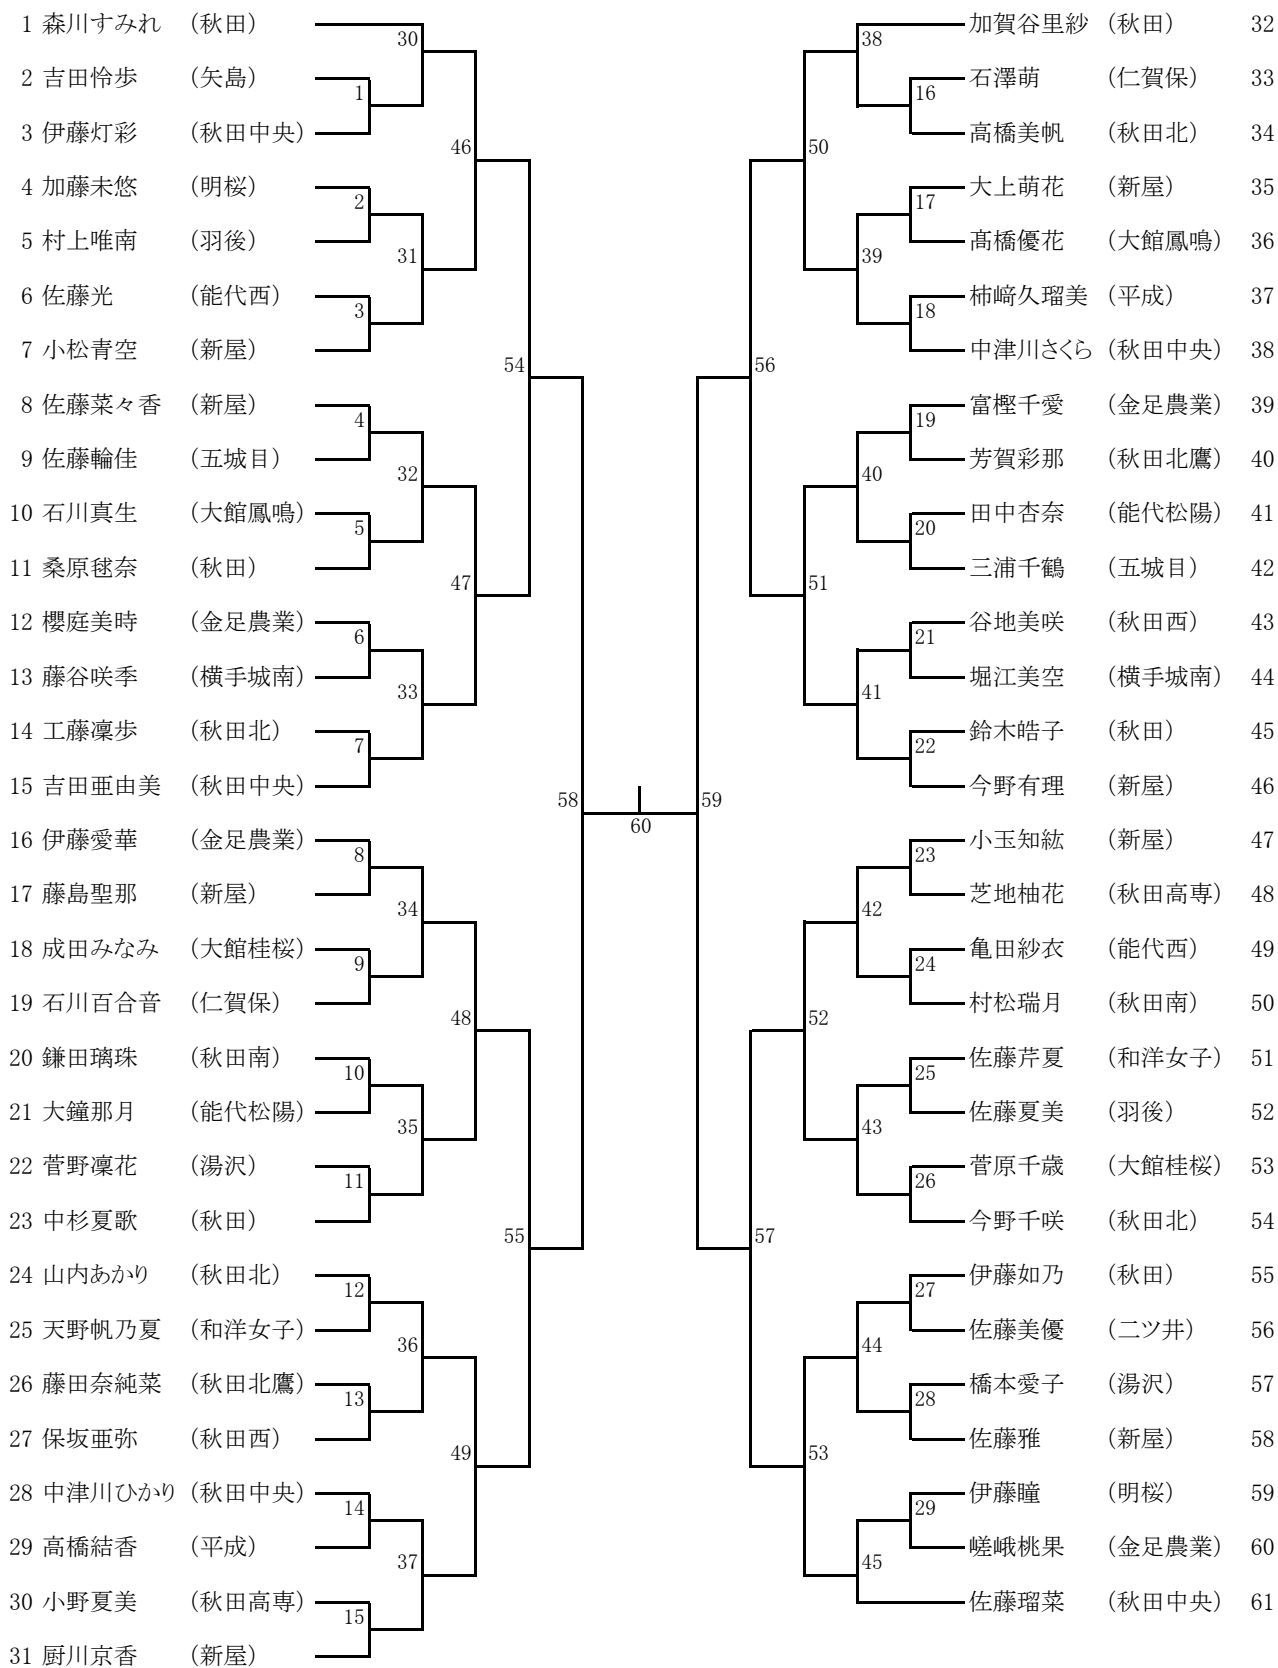 1 森川すみれ (秋田)
2 吉田怜歩 (矢島)
3 伊藤灯彩 (秋田中央)
4 加藤未悠 (明桜)
5 村上唯南 (羽後)
6 佐藤光 (能代西)
7 小松青空 (新屋)
8 佐藤菜々香 (新屋)
9 佐藤輪佳 (五城目)
10 石川真生 (大館鳳鳴)
11 桑原毬奈 (秋田)
12 櫻庭美時 (金足農業)
13 藤谷咲季 (横手城南)
14 工藤凜歩 (秋田北)
15 吉田亜由美 (秋田中央)
16 伊藤愛華 (金足農業)
17 藤島聖那 (新屋)
18 成田みなみ (大館桂桜)
19 石川百合音 (仁賀保)
20 鎌田璃珠 (秋田南)
21 大鐘那月 (能代松陽)
22 菅野凜花 (湯沢)
23 中杉夏歌 (秋田)
24 山内あかり (秋田北)
25 天野帆乃夏 (和洋女子)
26 藤田奈純菜 (秋田北鷹)
27 保坂亜弥 (秋田西)
28 中津川ひかり (秋田中央)
29 高橋結香 (平成)
30 小野夏美 (秋田高専)
31 厨川京香 (新屋)
1
2
3
4
5
6
7
8
9
10
11
12
13
14
15
30
31
32
33
34
35
36
37
46
47
48
49
54
55
58
60
59
56
57
50
51
52
53
38
39
40
41
42
43
44
45
16
17
18
19
20
21
22
23
24
25
26
27
28
29
加賀谷里紗 (秋田) 32
石澤萌 (仁賀保) 33
高橋美帆 (秋田北) 34
大上萌花 (新屋) 35
髙橋優花 (大館鳳鳴) 36
柿﨑久瑠美 (平成) 37
中津川さくら (秋田中央) 38
富樫千愛 (金足農業) 39
芳賀彩那 (秋田北鷹) 40
田中杏奈 (能代松陽) 41
三浦千鶴 (五城目) 42
谷地美咲 (秋田西) 43
堀江美空 (横手城南) 44
鈴木皓子 (秋田) 45
今野有理 (新屋) 46
小玉知紘 (新屋) 47
芝地柚花 (秋田高専) 48
亀田紗衣 (能代西) 49
村松瑞月 (秋田南) 50
佐藤芹夏 (和洋女子) 51
佐藤夏美 (羽後) 52
菅原千歳 (大館桂桜) 53
今野千咲 (秋田北) 54
伊藤如乃 (秋田) 55
佐藤美優 (二ツ井) 56
橋本愛子 (湯沢) 57
佐藤雅 (新屋) 58
伊藤瞳 (明桜) 59
嵯峨桃果 (金足農業) 60
佐藤瑠菜 (秋田中央) 61